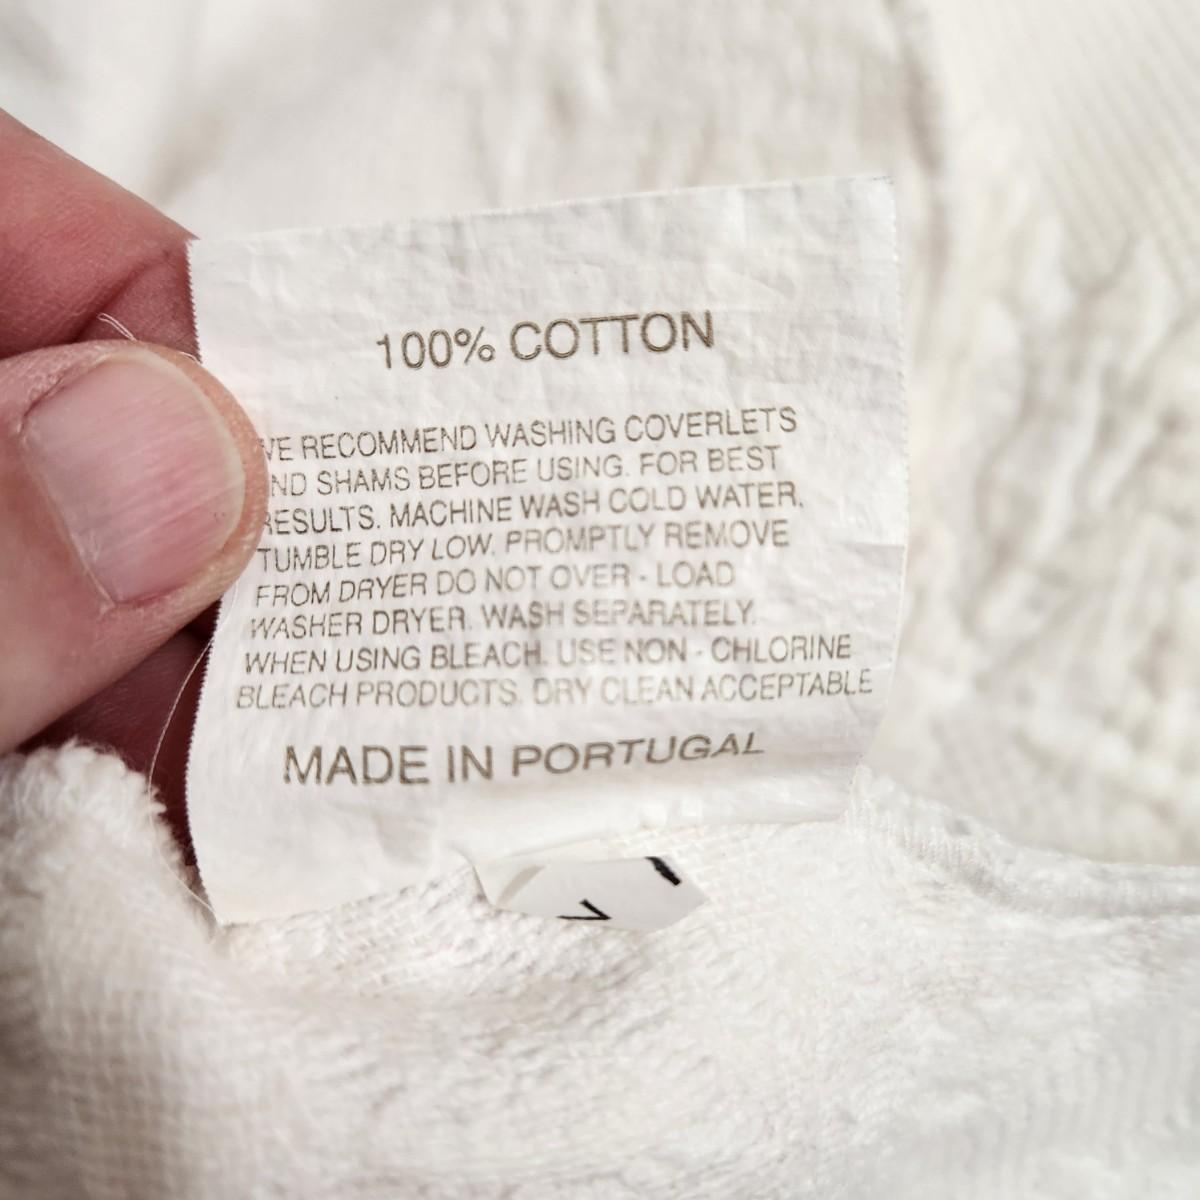 100% COTTON
VE RECOMMEND WASHING COVERLETS
ND SHAMS BEFORE USING. FOR BEST
RESULTS. MACHINE WASH COLD WATER.
TUMBLE DRY LOW. PROMPTLY REMOVE
FROM DRYER DO NOT OVER - LOAD
WASHER DRYER. WASH SEPARATELY.
WHEN USING BLEACH. USE NON - CHLORINE
BLEACH PRODUCTS. DRY CLEAN ACCEPTABLE
MADE IN PORTUGAL